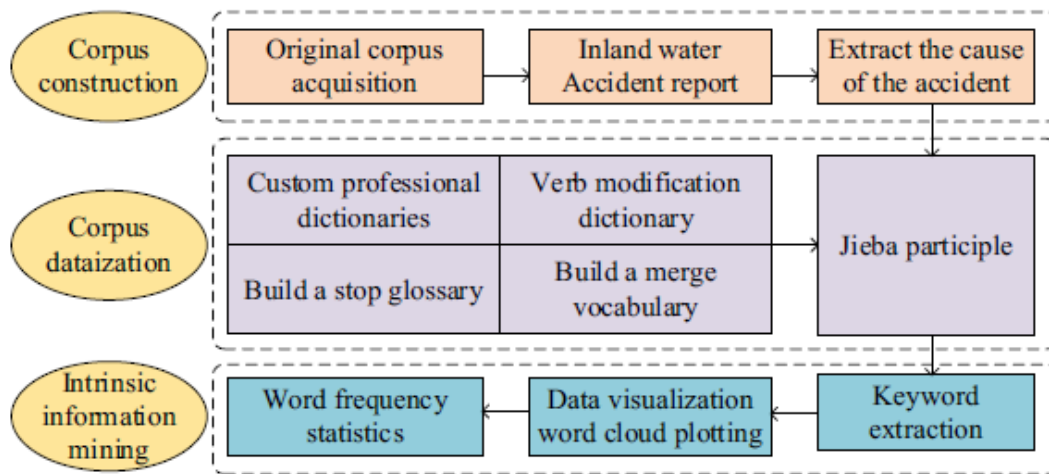 Corpus
construction
Original corpus
acquisition
Inland water
Accident report
Extract the cause
of the accident
Corpus
dataization
Custom professional
dictionaries
Verb modification
dictionary
Build a stop glossary
Build a merge
vocabulary
Jieba participle
Intrinsic
information
mining
Word frequency
statistics
Data visualization
word cloud plotting
Keyword
extraction